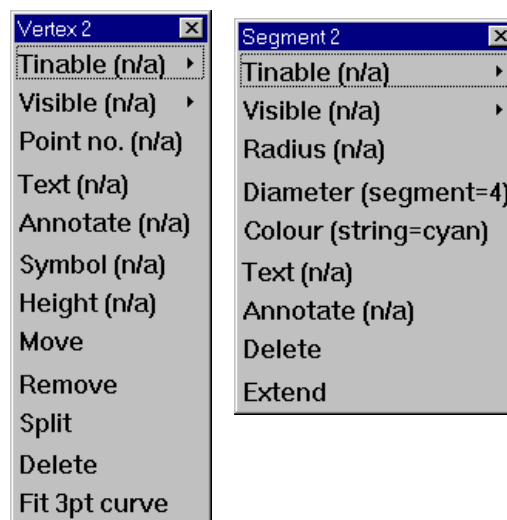 Vertex 2
Tinable (n/a)
Visible (n/a)
Point no. (n/a)
Text (n/a)
Annotate (n/a)
Symbol (n/a)
Height (n/a)
Move
Remove
Split
Delete
Fit 3pt curve
Segment 2
Tinable (n/a)
Visible (n/a)
Radius (n/a)
Diameter (segment=4)
Colour (string=cyan)
Text (n/a)
Annotate (n/a)
Delete
Extend